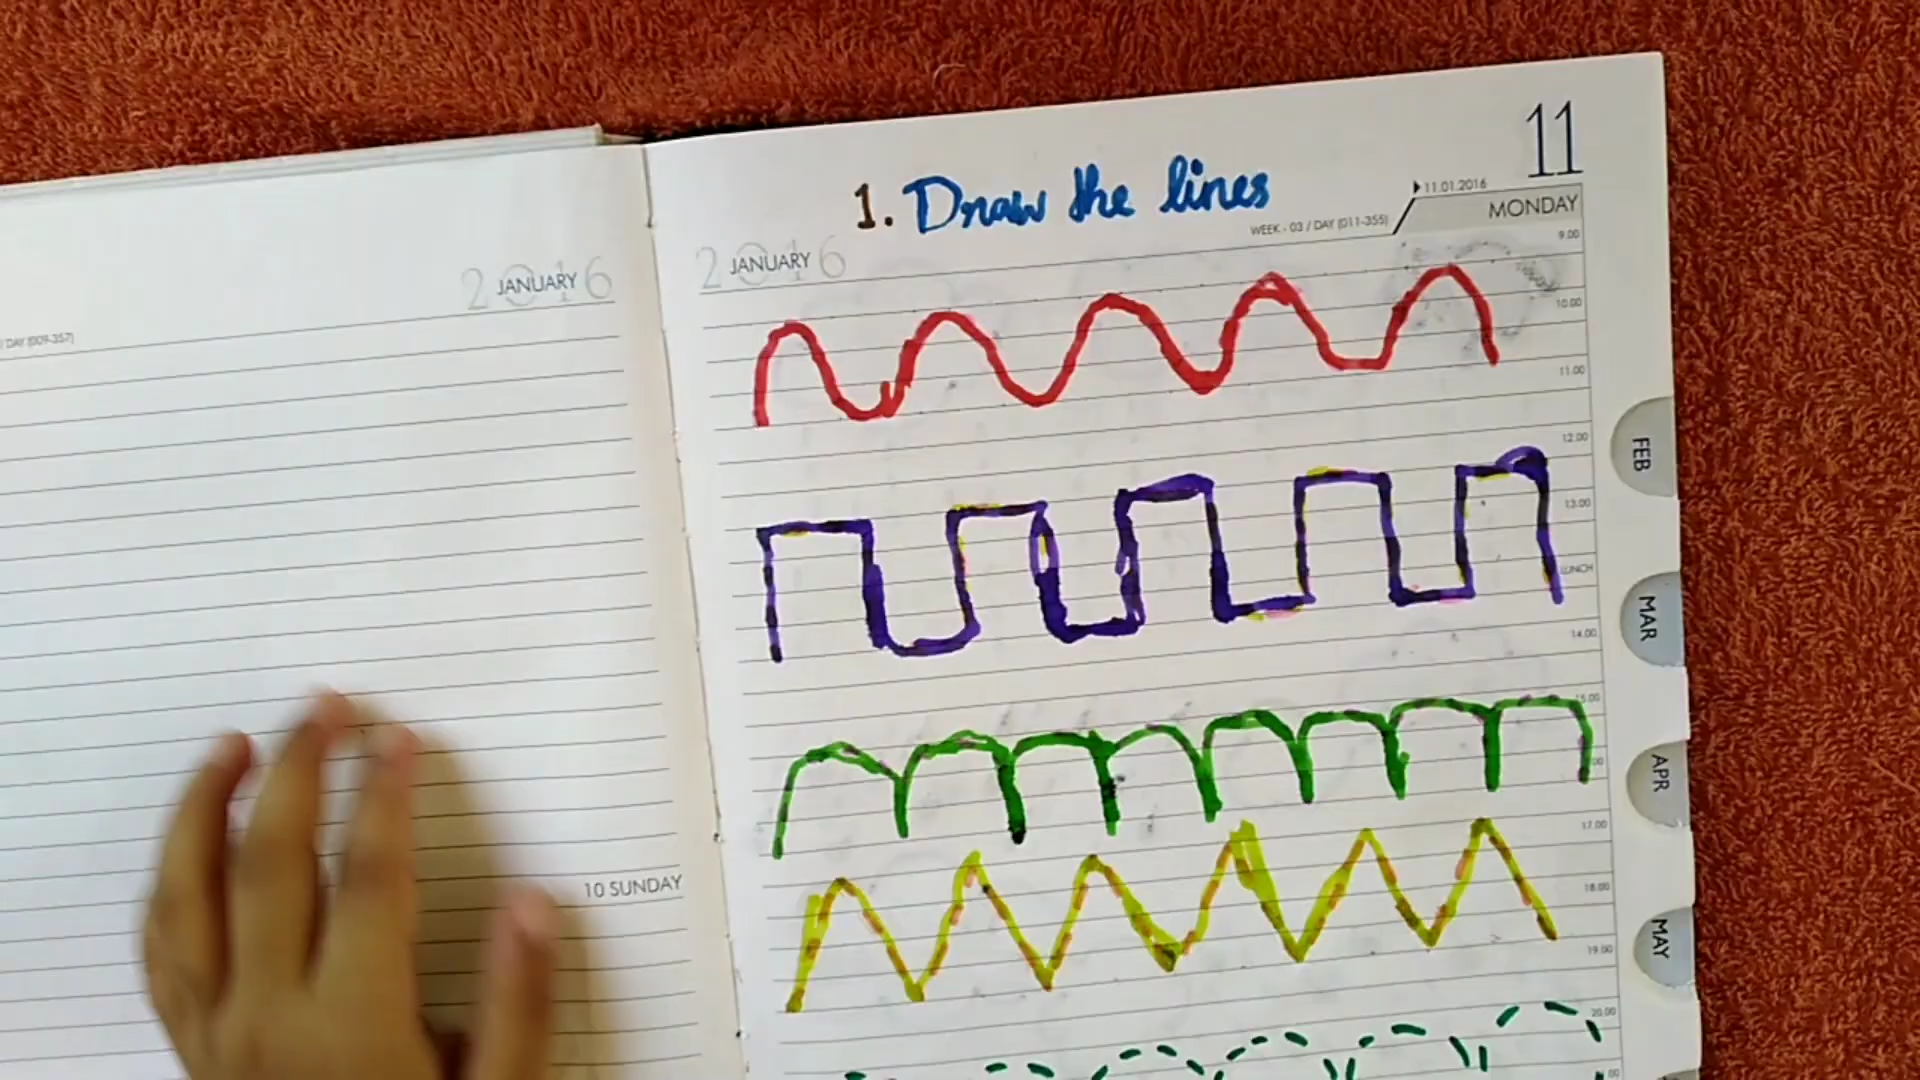 2016 JANUARY
/ DAY (009-357)
10 SUNDAY
1. Draw the lines
11
11.01.2016
MONDAY
WEEK - 03 / DAY (011-355)
2016 JANUARY
9.00
10.00
11.00
12.00
13.00
LUNCH
14.00
15.00
17.00
18.00
19.00
20.00
FEB
MAR
APR
MAY